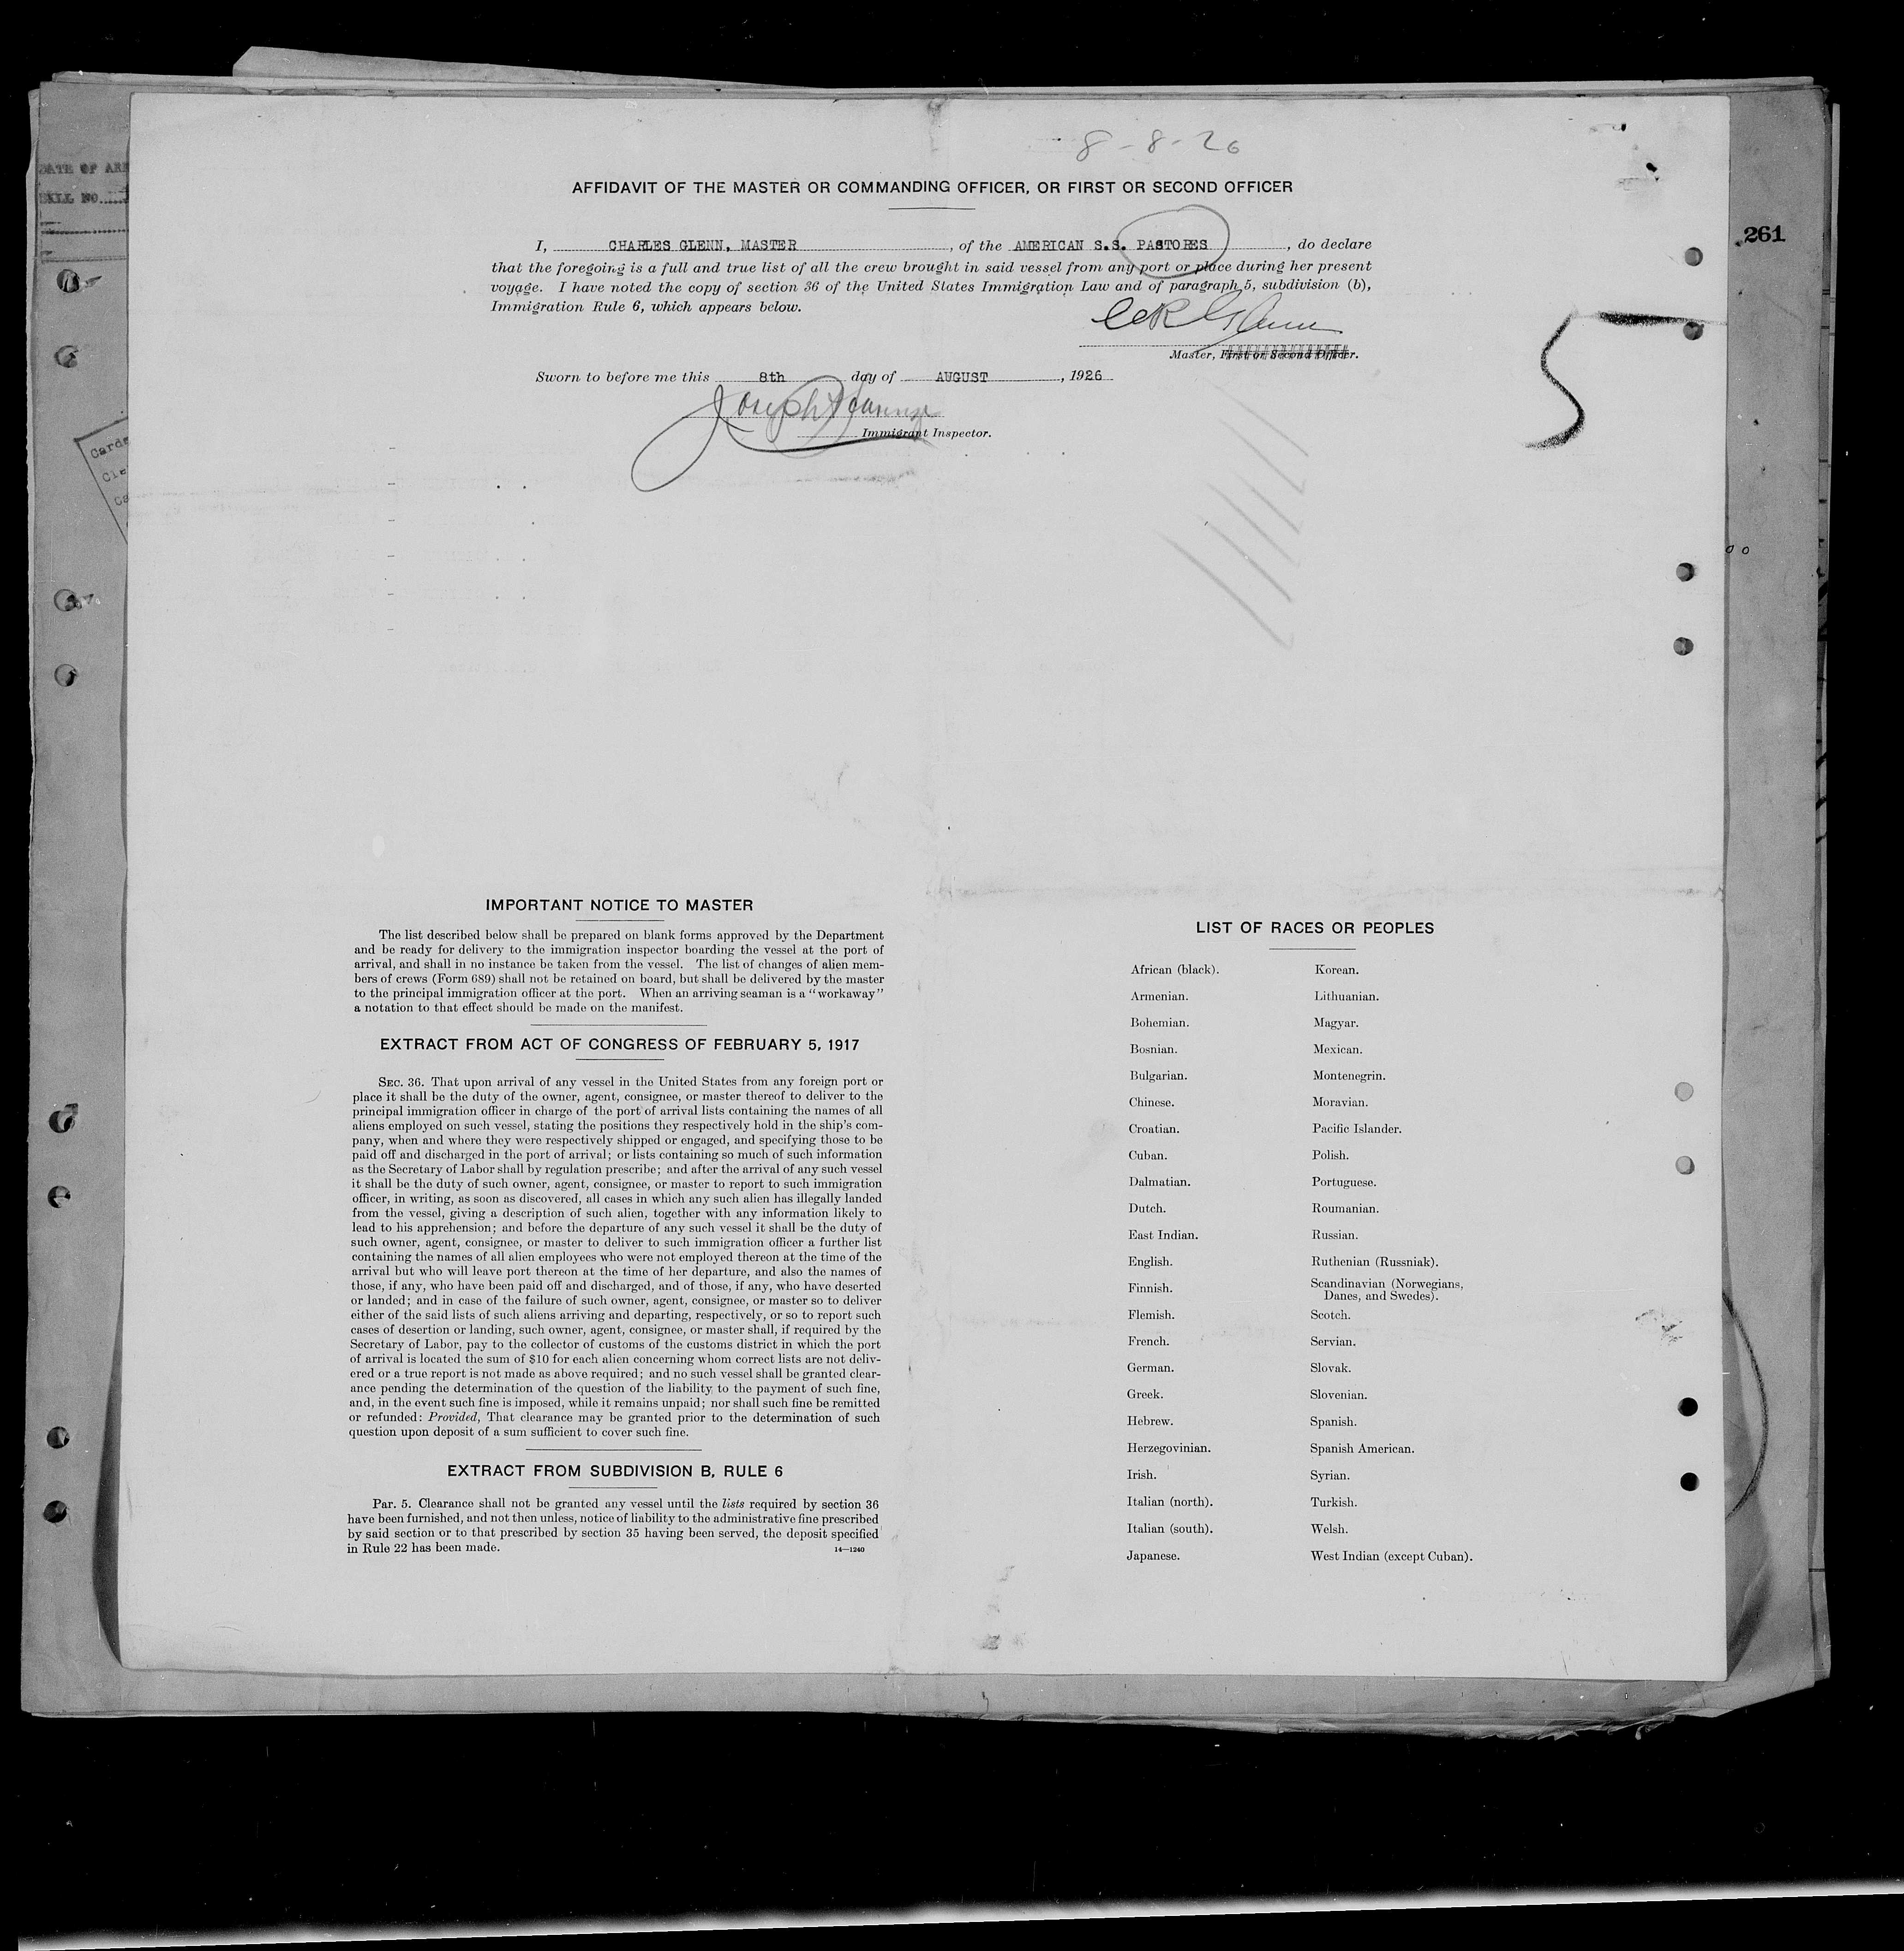 8-8-26
AFFIDAVIT OF THE MASTER OR COMMANDING OFFICER, OR FIRST OR SECOND OFFICER
I, CHARLES GLENN, MASTER, of the AMERICAN S.S. PASTORES, do declare
that the foregoing is a full and true list of all the crew brought in said vessel from any port or place during her present
voyage. I have noted the copy of section 36 of the United States Immigration Law and of paragraph 5, subdivision (b),
Immigration Rule 6, which appears below.
Glenn
Master, First or Second Officer.
Sworn to before me this 8th day of AUGUST, 1926
Joseph
Immigrant Inspector.
5
261
DATE OF ARR
BILL NO.
Cards
IMPORTANT NOTICE TO MASTER
The list described below shall be prepared on blank forms approved by the Department
and be ready for delivery to the immigration inspector boarding the vessel at the port of
arrival, and shall in no instance be taken from the vessel. The list of changes of alien mem-
bers of crews (Form 689) shall not be retained on board, but shall be delivered by the master
to the principal immigration officer at the port. When an arriving seaman is a "workaway"
a notation to that effect should be made on the manifest.
EXTRACT FROM ACT OF CONGRESS OF FEBRUARY 5, 1917
SEC. 36. That upon arrival of any vessel in the United States from any foreign port or
place it shall be the duty of the owner, agent, consignee, or master thereof to deliver to the
principal immigration officer in charge of the port of arrival lists containing the names of all
aliens employed on such vessel, stating the positions they respectively hold in the ship's com-
pany, when and where they were respectively shipped or engaged, and specifying those to be
paid off and discharged in the port of arrival; or lists containing so much of such information
as the Secretary of Labor shall by regulation prescribe; and after the arrival of any such vessel
it shall be the duty of such owner, agent, consignee, or master to report to such immigration
officer, in writing, as soon as discovered, all cases in which any such alien has illegally landed
from the vessel, giving a description of such alien, together with any information likely to
lead to his apprehension; and before the departure of any such vessel it shall be the duty of
such owner, agent, consignee, or master to deliver to such immigration officer a further list
containing the names of all alien employees who were not employed thereon at the time of the
arrival but who will leave port thereon at the time of her departure, and also the names of
those, if any, who have been paid off and discharged, and of those, if any, who have deserted
or landed; and in case of the failure of such owner, agent, consignee, or master so to deliver
either of the said lists of such aliens arriving and departing, respectively, or so to report such
cases of desertion or landing, such owner, agent, consignee, or master shall, if required by the
Secretary of Labor, pay to the collector of customs of the customs district in which the port
of arrival is located the sum of $10 for each alien concerning whom correct lists are not deliv-
ered or a true report is not made as above required; and no such vessel shall be granted clear-
ance pending the determination of the question of the liability to the payment of such fine,
and, in the event such fine is imposed, while it remains unpaid; nor shall such fine be remitted
or refunded: Provided, That clearance may be granted prior to the determination of such
question upon deposit of a sum sufficient to cover such fine.
EXTRACT FROM SUBDIVISION B, RULE 6
Par. 5. Clearance shall not be granted any vessel until the lists required by section 36
have been furnished, and not then unless, notice of liability to the administrative fine prescribed
by said section or to that prescribed by section 35 having been served, the deposit specified
in Rule 22 has been made.
14—1240
LIST OF RACES OR PEOPLES
African (black).
Armenian.
Bohemian.
Bosnian.
Bulgarian.
Chinese.
Croatian.
Cuban.
Dalmatian.
Dutch.
East Indian.
English.
Finnish.
Flemish.
French.
German.
Greek.
Hebrew.
Herzegovinian.
Irish.
Italian (north).
Italian (south).
Japanese.
Korean.
Lithuanian.
Magyar.
Mexican.
Montenegrin.
Moravian.
Pacific Islander.
Polish.
Portuguese.
Roumanian.
Russian.
Ruthenian (Russniak).
Scandinavian (Norwegians,
Danes, and Swedes).
Scotch.
Servian.
Slovak.
Slovenian.
Spanish.
Spanish American.
Syrian.
Turkish.
Welsh.
West Indian (except Cuban).